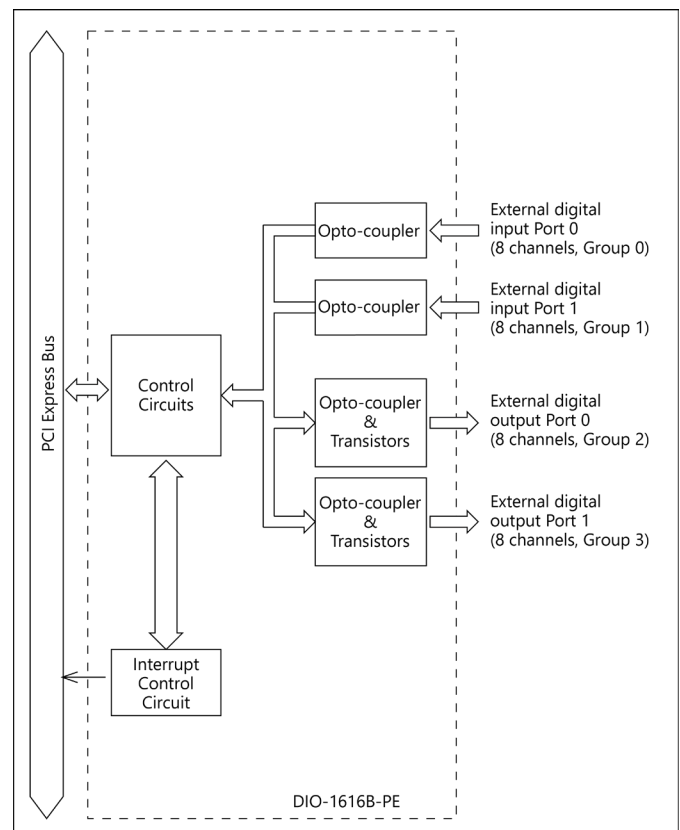 PCI Express Bus
Opto-coupler
External digital
input Port 0
(8 channels, Group 0)
Opto-coupler
External digital
input Port 1
(8 channels, Group 1)
Control
Circuits
Opto-coupler
&
Transistors
External digital
output Port 0
(8 channels, Group 2)
Opto-coupler
&
Transistors
External digital
output Port 1
(8 channels, Group 3)
Interrupt
Control
Circuit
DIO-1616B-PE